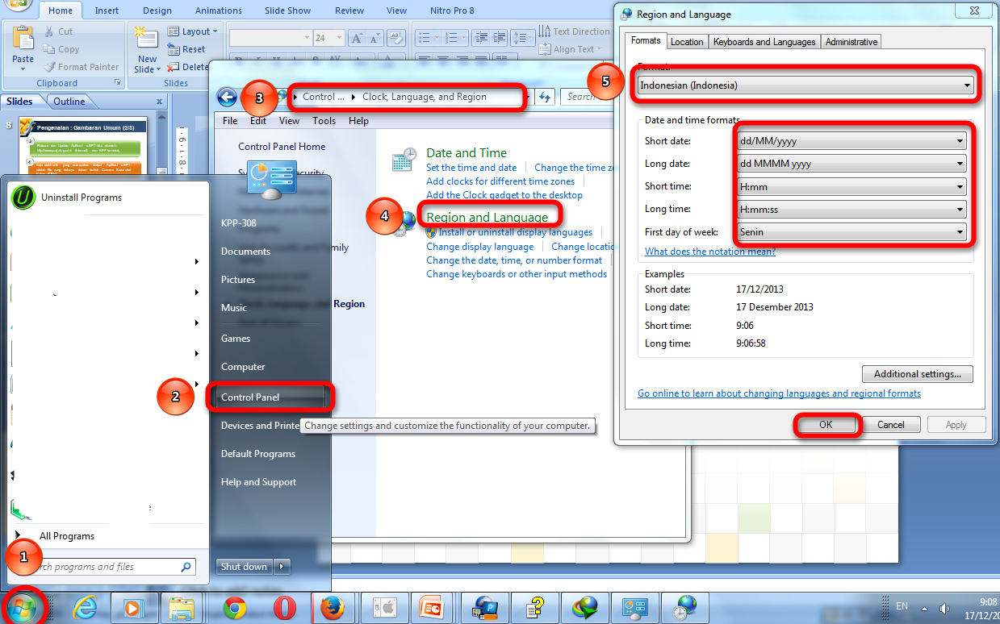 Home Insert Design Animations Slide Show Review View Nitro Pro 8
Paste
Cut
Copy
Format Painter
Clipboard
New
Slide
Layout
Reset
Delete
Slides
24
Text Direction
Align Text
Slides Outline x
8
Pengenalan : Gambaran Umum (2/3)
1
Uninstall Programs
All Programs
rch programs and files
KPP-308
Documents
Pictures
Music
Games
Computer
2
Control Panel
Change settings and customize the functionality of your computer.
Devices and Printe
Default Programs
Help and Support
Shut down
3
Control ... Clock, Language, and Region
Search
File Edit View Tools Help
Control Panel Home
Region
Date and Time
Set the time and date Change the time z
Add clocks for different time zones
Add the Clock gadget to the desktop
4
Region and Language
Install or uninstall display languages
Change display language Change locatio
Change the date, time, or number format
Change keyboards or other input methods
5
Region and Language
Formats Location Keyboards and Languages Administrative
Format:
Indonesian (Indonesia)
Date and time formats
Short date: dd/MM/yyyy
Long date: dd MMMM yyyy
Short time: H:mm
Long time: H:mm:ss
First day of week: Senin
What does the notation mean?
Examples
Short date: 17/12/2013
Long date: 17 Desember 2013
Short time: 9:06
Long time: 9:06:58
Additional settings...
Go online to learn about changing languages and regional formats
OK Cancel Apply
EN
9:08
17/12/20